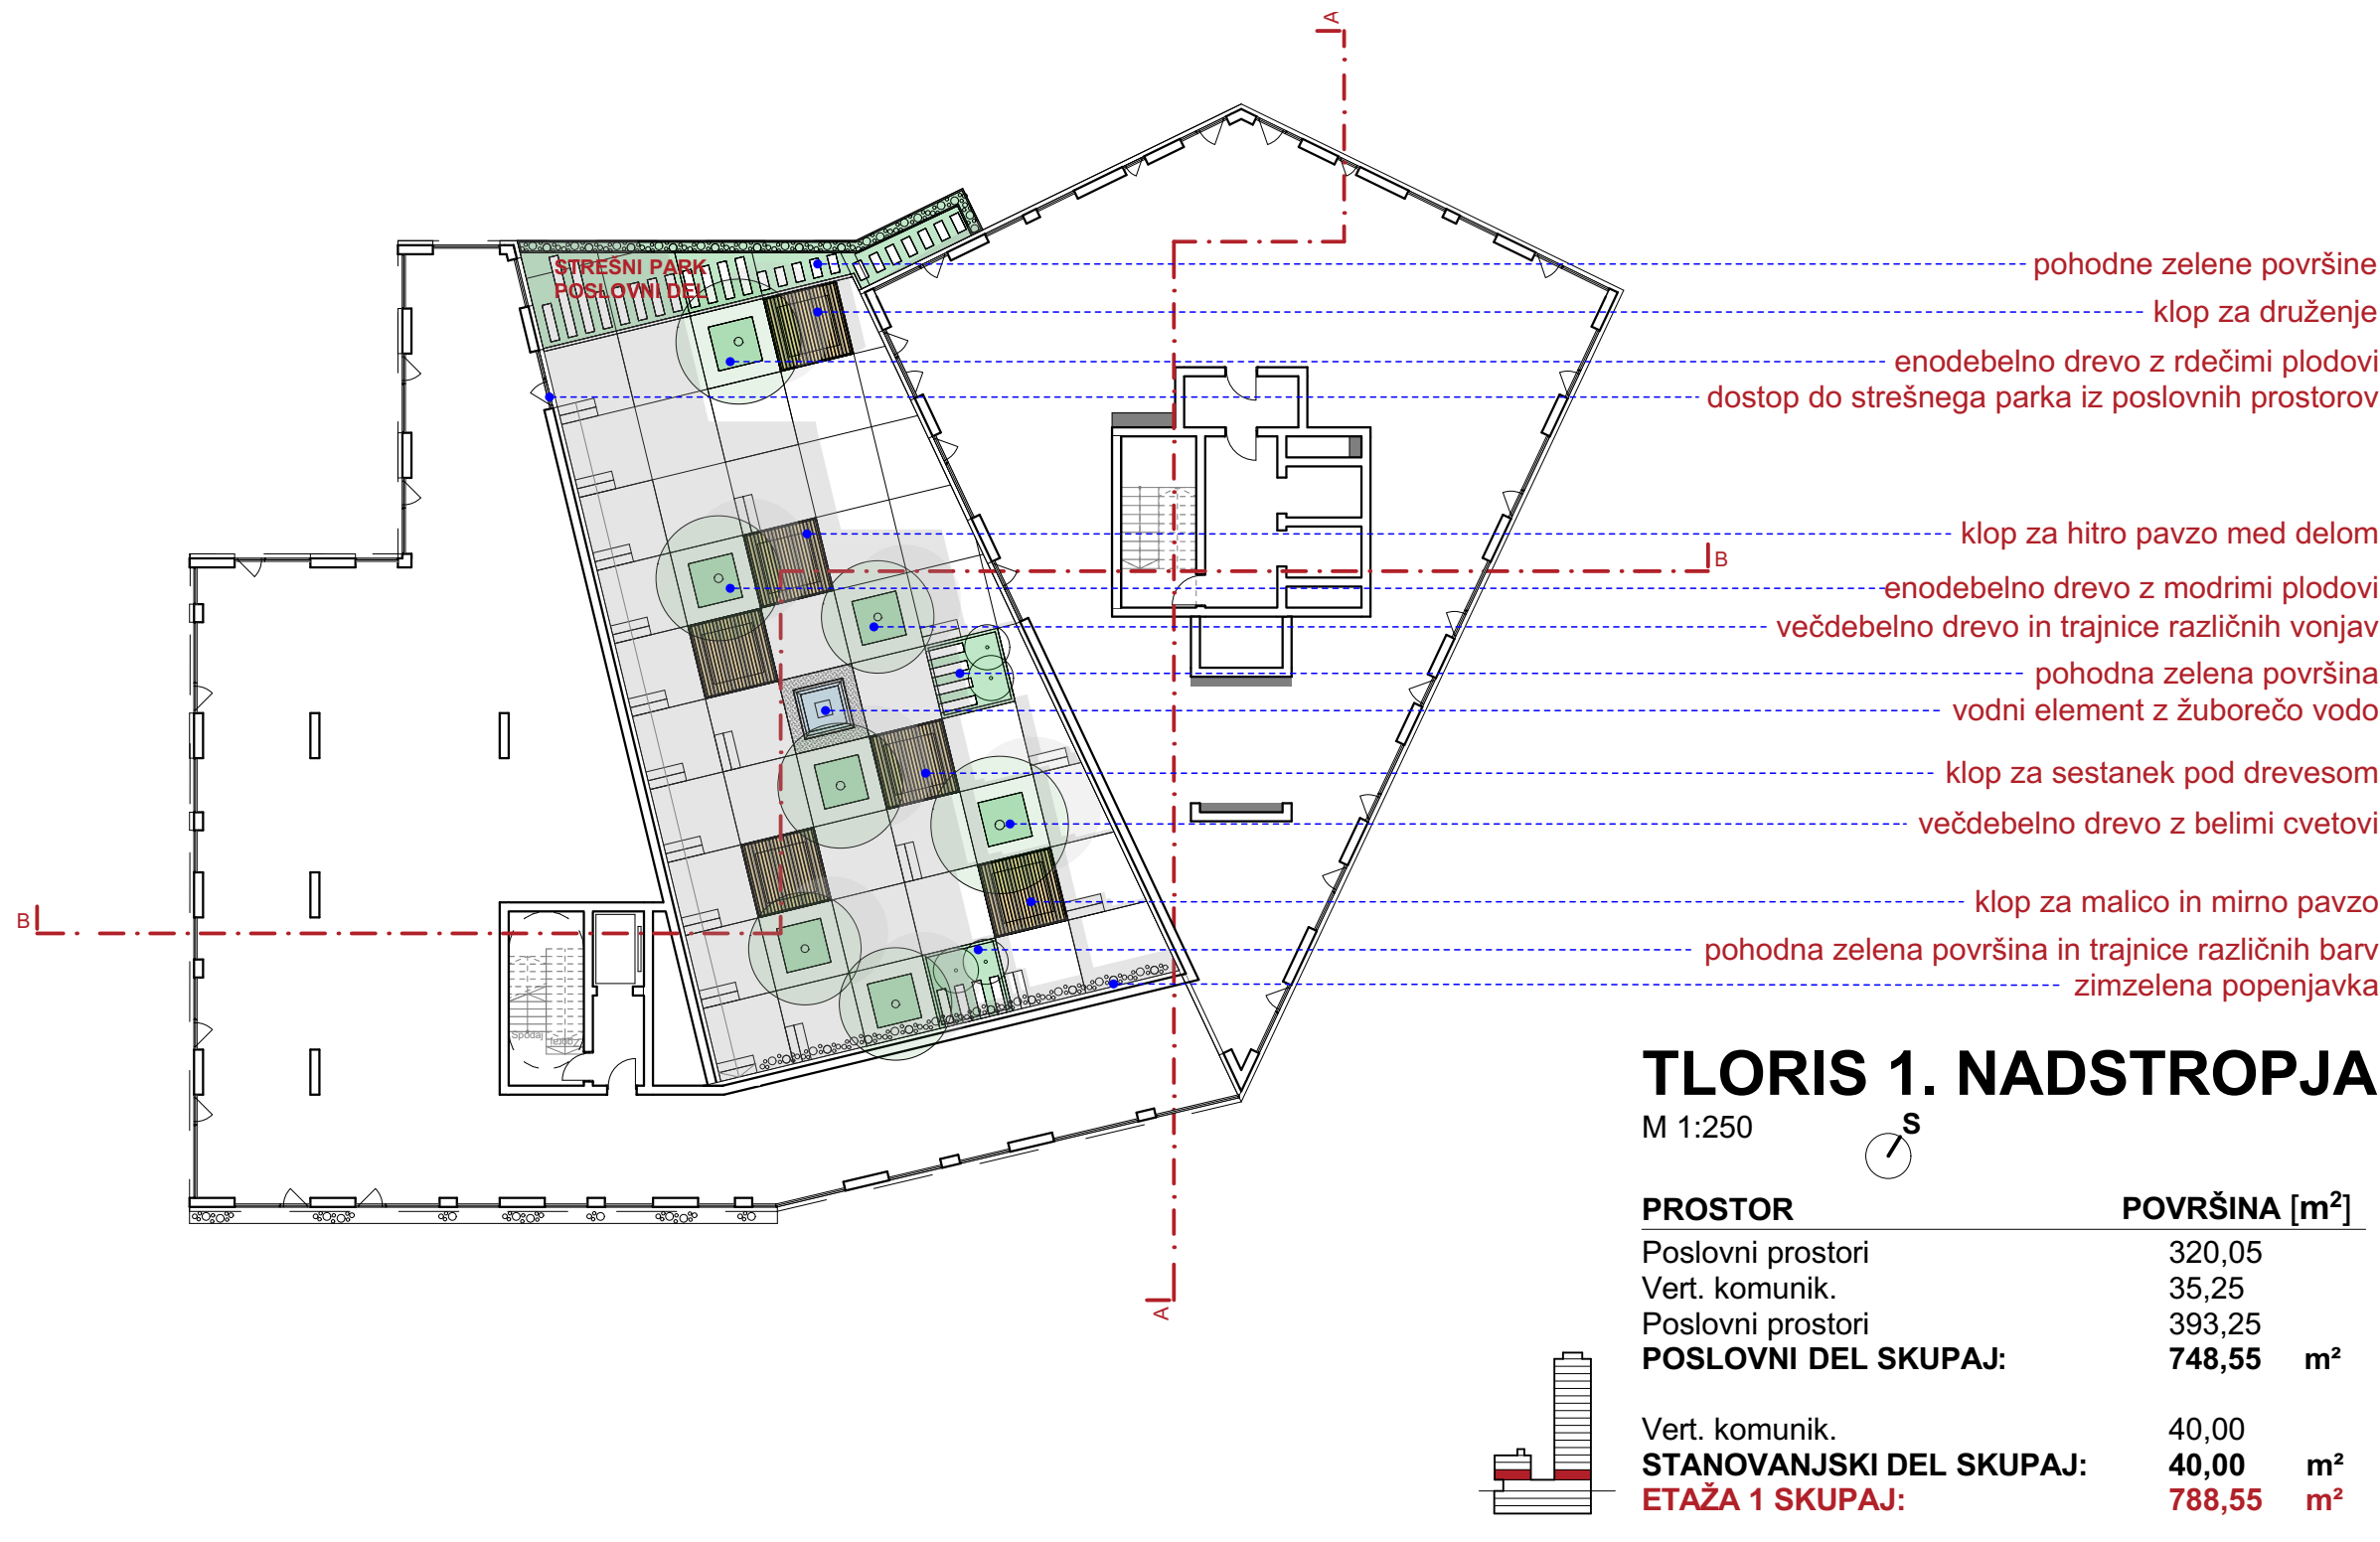 A
STREŠNI PARK
POSLOVNI DEL
pohodne zelene površine
klop za druženje
enodebelno drevo z rdečimi plodovi
dostop do strešnega parka iz poslovnih prostorov
klop za hitro pavzo med delom
B
enodebelno drevo z modrimi plodovi
večdebelno drevo in trajnice različnih vonjav
pohodna zelena površina
vodni element z žuborečo vodo
klop za sestanek pod drevesom
večdebelno drevo z belimi cvetovi
klop za malico in mirno pavzo
B
pohodna zelena površina in trajnice različnih barv
zimzelena popenjavka
Spodaj
Zgoraj
A
TLORIS 1. NADSTROPJA
M 1:250
S
PROSTOR POVRŠINA [m²]
Poslovni prostori 320,05
Vert. komunik. 35,25
Poslovni prostori 393,25
POSLOVNI DEL SKUPAJ: 748,55 m²
Vert. komunik. 40,00
STANOVANJSKI DEL SKUPAJ: 40,00 m²
ETAŽA 1 SKUPAJ: 788,55 m²